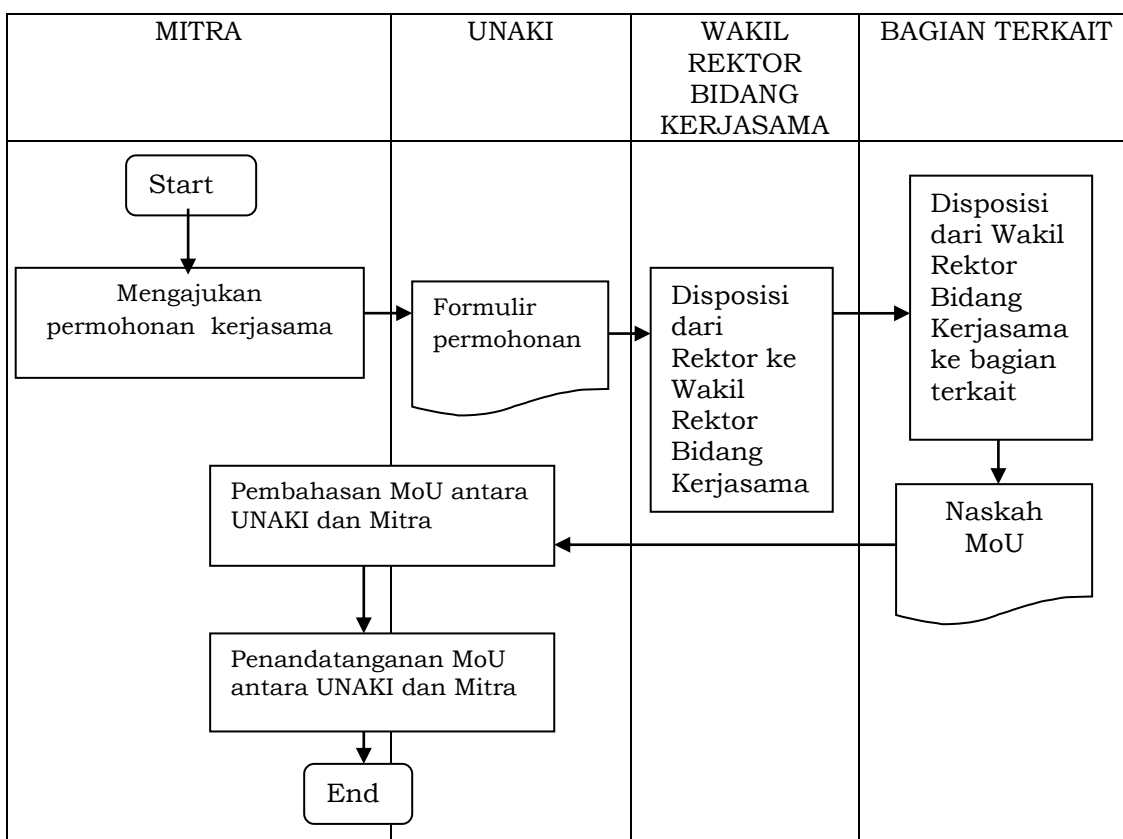 MITRA
UNAKI
WAKIL
REKTOR
BIDANG
KERJASAMA
BAGIAN TERKAIT
Start
Mengajukan
permohonan kerjasama
Formulir
permohonan
Disposisi
dari
Rektor ke
Wakil
Rektor
Bidang
Kerjasama
Disposisi
dari Wakil
Rektor
Bidang
Kerjasama
ke bagian
terkait
Naskah
MoU
Pembahasan MoU antara
UNAKI dan Mitra
Penandatanganan MoU
antara UNAKI dan Mitra
End